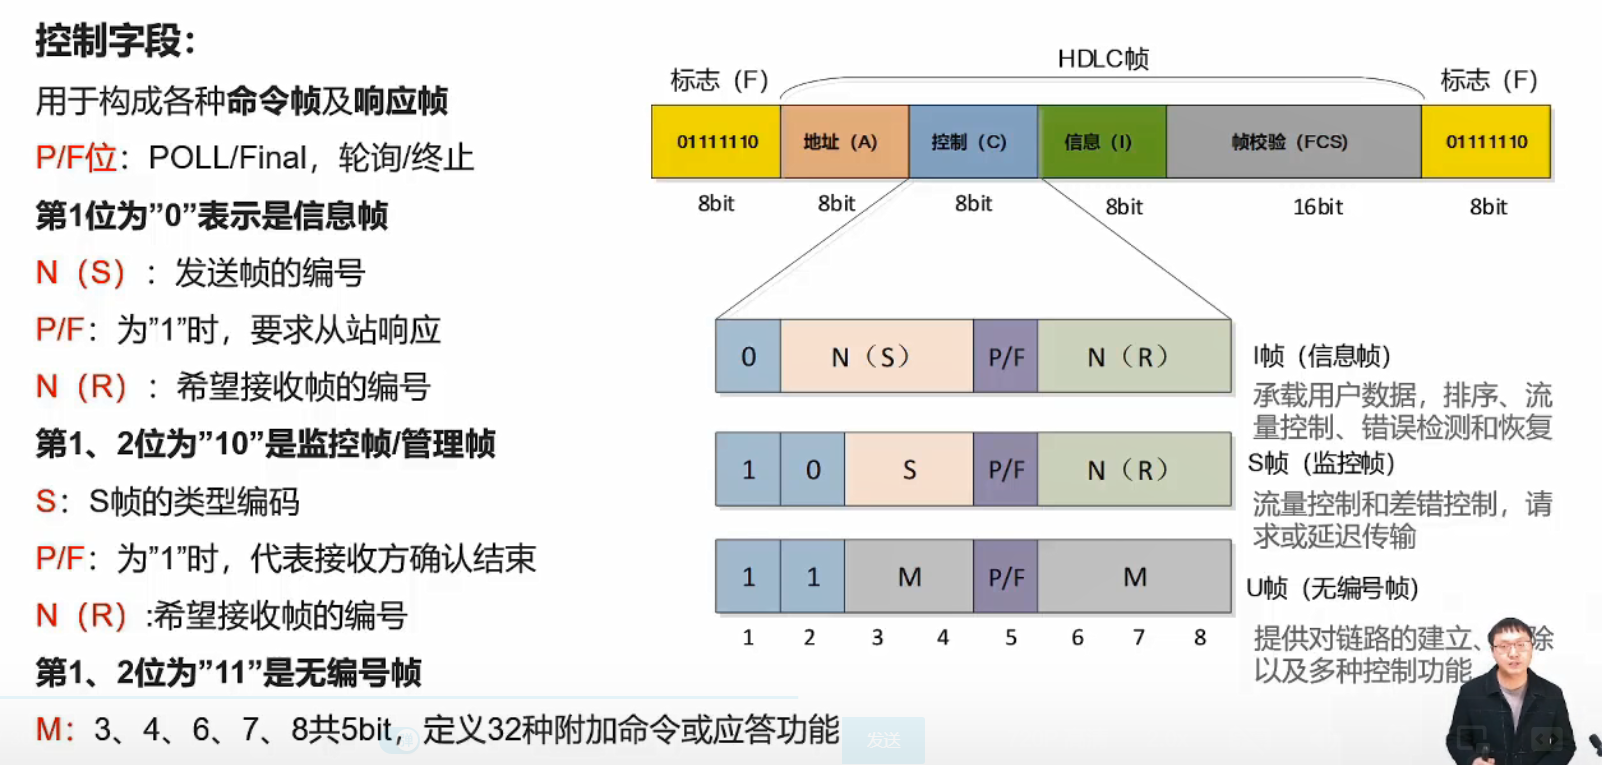 控制字段：
用于构成各种命令帧及响应帧
P/F位：POLL/Final，轮询/终止
第1位为”0”表示是信息帧
N（S）：发送帧的编号
P/F：为”1”时，要求从站响应
N（R）：希望接收帧的编号
第1、2位为”10”是监控帧/管理帧
S：S帧的类型编码
P/F：为”1”时，代表接收方确认结束
N（R）:希望接收帧的编号
第1、2位为”11”是无编号帧
M：3、4、6、7、8共5bit，定义32种附加命令或应答功能
发送
HDLC帧
标志（F） 标志（F）
01111110 地址（A） 控制（C） 信息（I） 帧校验（FCS） 01111110
8bit 8bit 8bit 8bit 16bit 8bit
0 N（S） P/F N（R）
I帧（信息帧）
承载用户数据，排序、流
量控制、错误检测和恢复
1 0 S P/F N（R）
S帧（监控帧）
流量控制和差错控制，请
求或延迟传输
1 1 M P/F M
U帧（无编号帧）
1 2 3 4 5 6 7 8
提供对链路的建立、除
以及多种控制功能